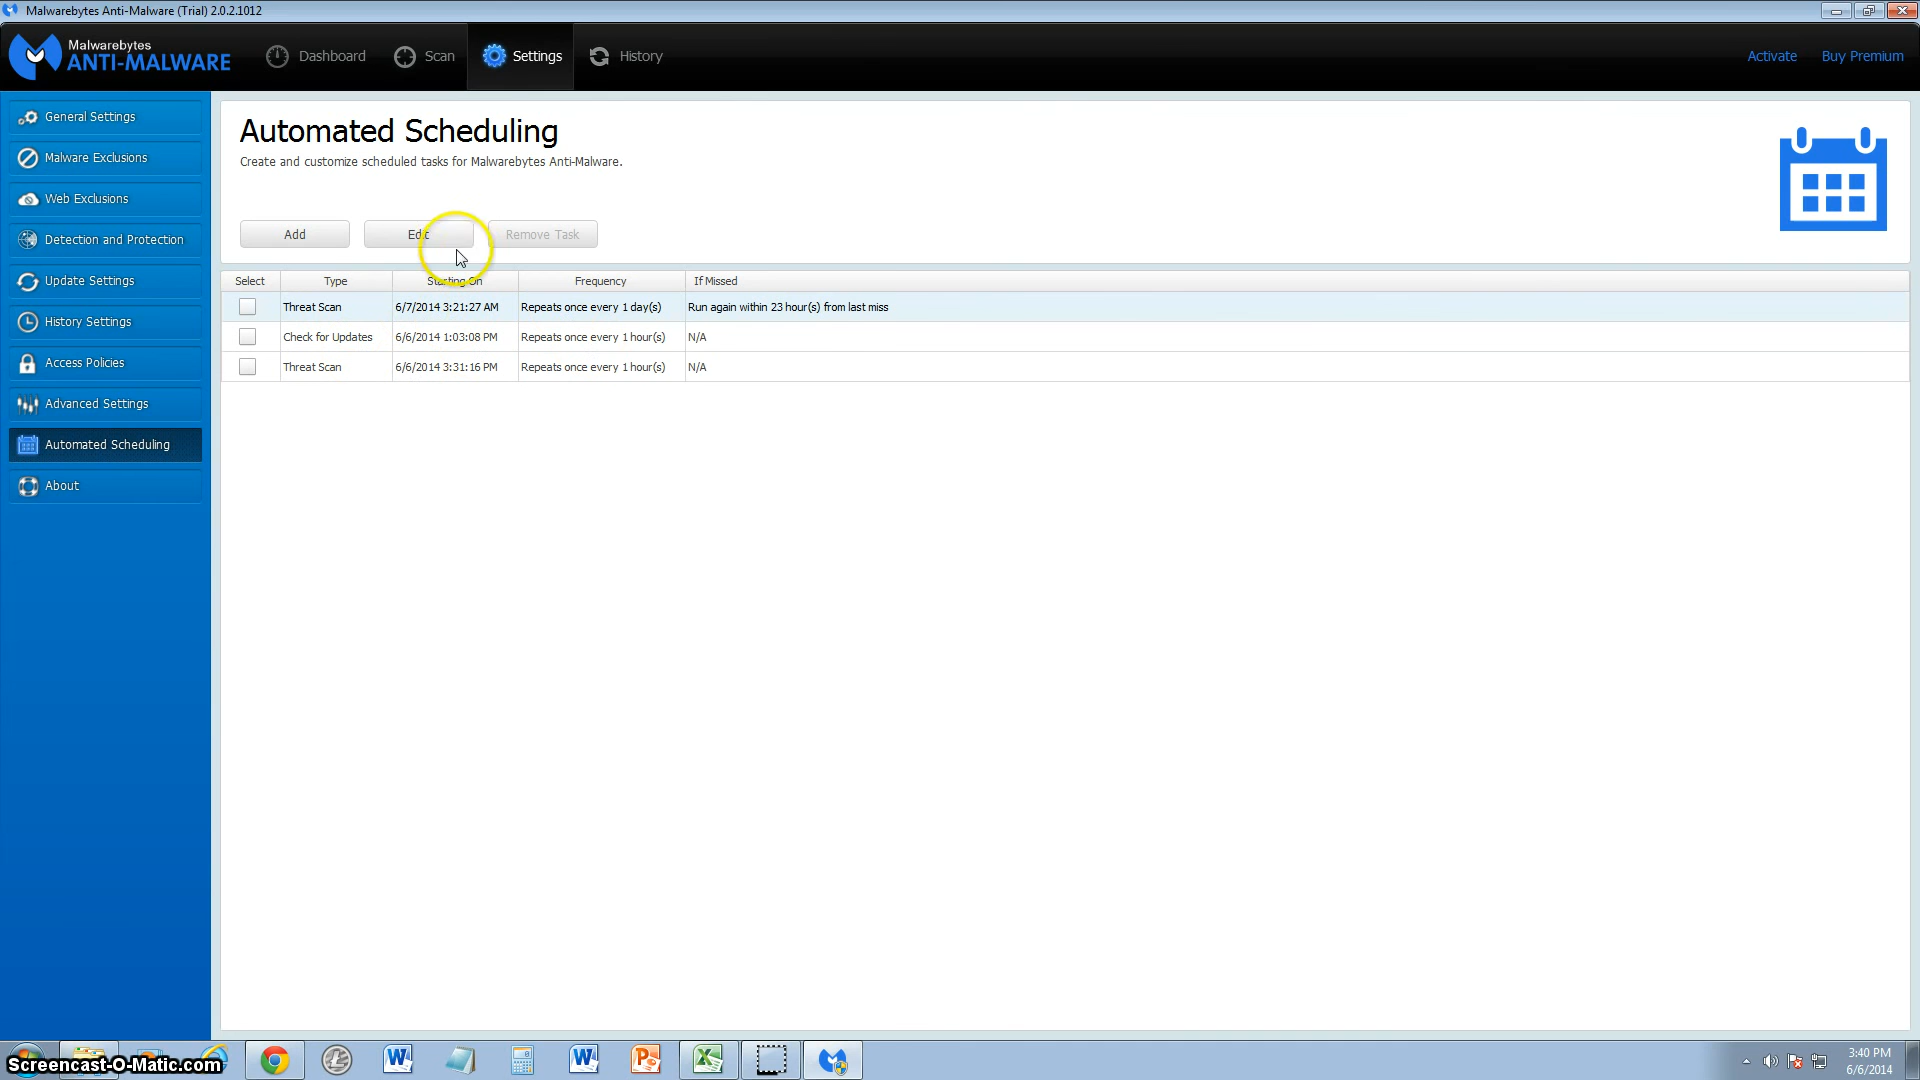 Malwarebytes Anti-Malware (Trial) 2.0.2.1012
Malwarebytes
ANTI-MALWARE
Dashboard
Scan
Settings
History
Activate
Buy Premium
General Settings
Malware Exclusions
Web Exclusions
Detection and Protection
Update Settings
History Settings
Access Policies
Advanced Settings
Automated Scheduling
About
Automated Scheduling
Create and customize scheduled tasks for Malwarebytes Anti-Malware.
Add
Edit
Remove Task
Select Type Starting On Frequency If Missed
Threat Scan 6/7/2014 3:21:27 AM Repeats once every 1 day(s) Run again within 23 hour(s) from last miss
Check for Updates 6/6/2014 1:03:08 PM Repeats once every 1 hour(s) N/A
Threat Scan 6/6/2014 3:31:16 PM Repeats once every 1 hour(s) N/A
Screencast-O-Matic.com
3:40 PM
6/6/2014